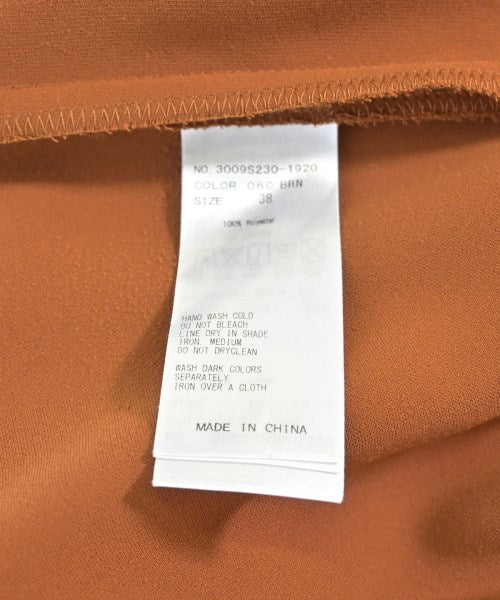 NO. 3009S230-1920
COLOR 060 BRN
SIZE 38
100% Polyester
HAND WASH COLD
DO NOT BLEACH
LINE DRY IN SHADE
IRON. MEDIUM
DO NOT DRYCLEAN
WASH DARK COLORS
SEPARATELY
IRON OVER A CLOTH
MADE IN CHINA